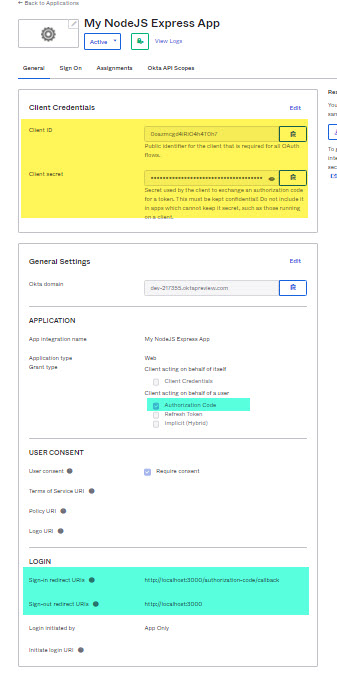 Back to Applications
My NodeJS Express App
Active
View Logs
General Sign On Assignments Okta API Scopes
Client Credentials Edit
Client ID
Public identifier for the client that is required for all OAuth
flows.
Client secret ••••••••••••••••••••••••••••••••••
Secret used by the client to exchange an authorization code
for a token. This must be kept confidential! Do not include it
in apps which cannot keep it secret, such as those running
on a client.
General Settings Edit
Okta domain dev-217355.oktapreview.com
APPLICATION
App integration name My NodeJS Express App
Application type Web
Grant type Client acting on behalf of itself
Client Credentials
Client acting on behalf of a user
Authorization Code
Refresh Token
Implicit (Hybrid)
USER CONSENT
User consent Require consent
Terms of Service URI
Policy URI
Logo URI
LOGIN
Sign-in redirect URIs http://localhost:3000/authorization-code/callback
Sign-out redirect URIs http://localhost:3000
Login initiated by App Only
Initiate login URI